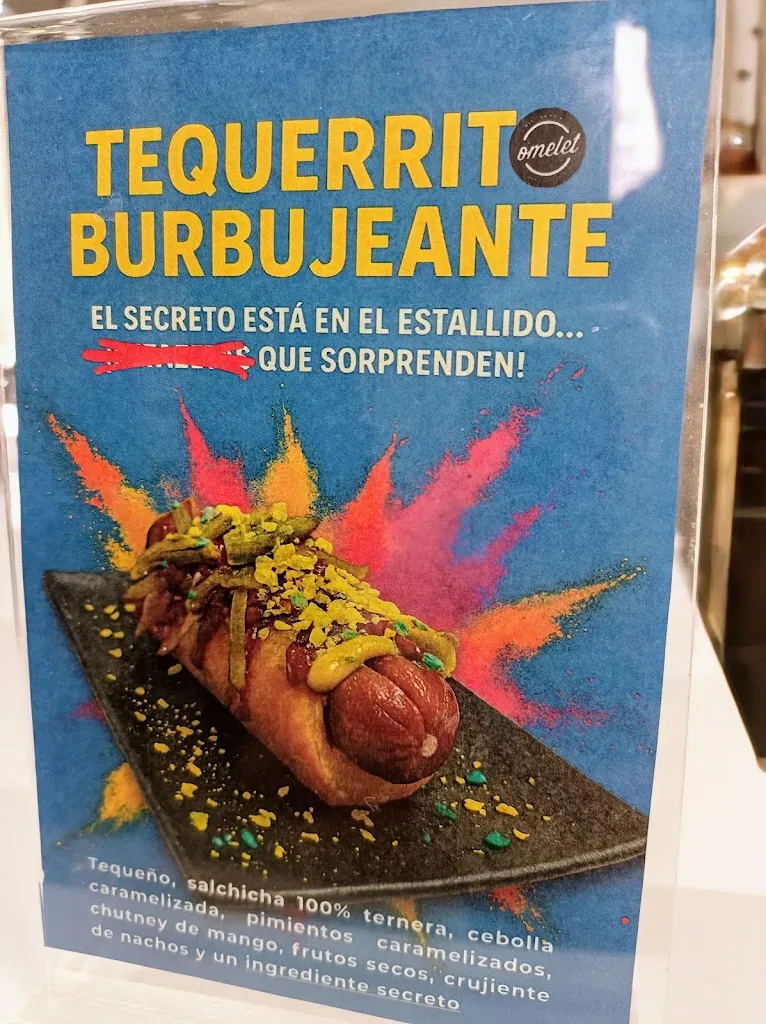 TEQUERRITO
omelet
BURBUJEANTE
EL SECRETO ESTÁ EN EL ESTALLIDO...
QUE SORPRENDEN!
Tequeño, salchicha 100% ternera, cebolla
caramelizada, pimientos caramelizados,
chutney de mango, frutos secos, crujiente
de nachos y un ingrediente secreto